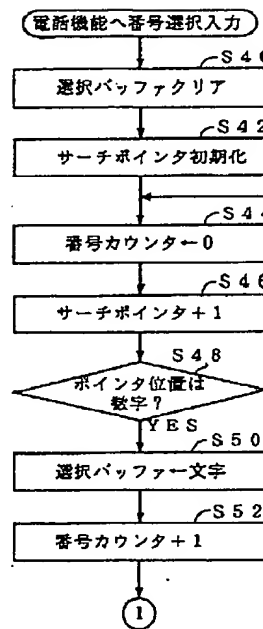 電話機能へ番号選択入力
S40
選択バッファクリア
S42
サーチポインタ初期化
S44
番号カウンタ←0
S46
サーチポインタ+1
S48
ポインタ位置は
数字?
YES
S50
選択バッファー文字
S52
番号カウンタ+1
1